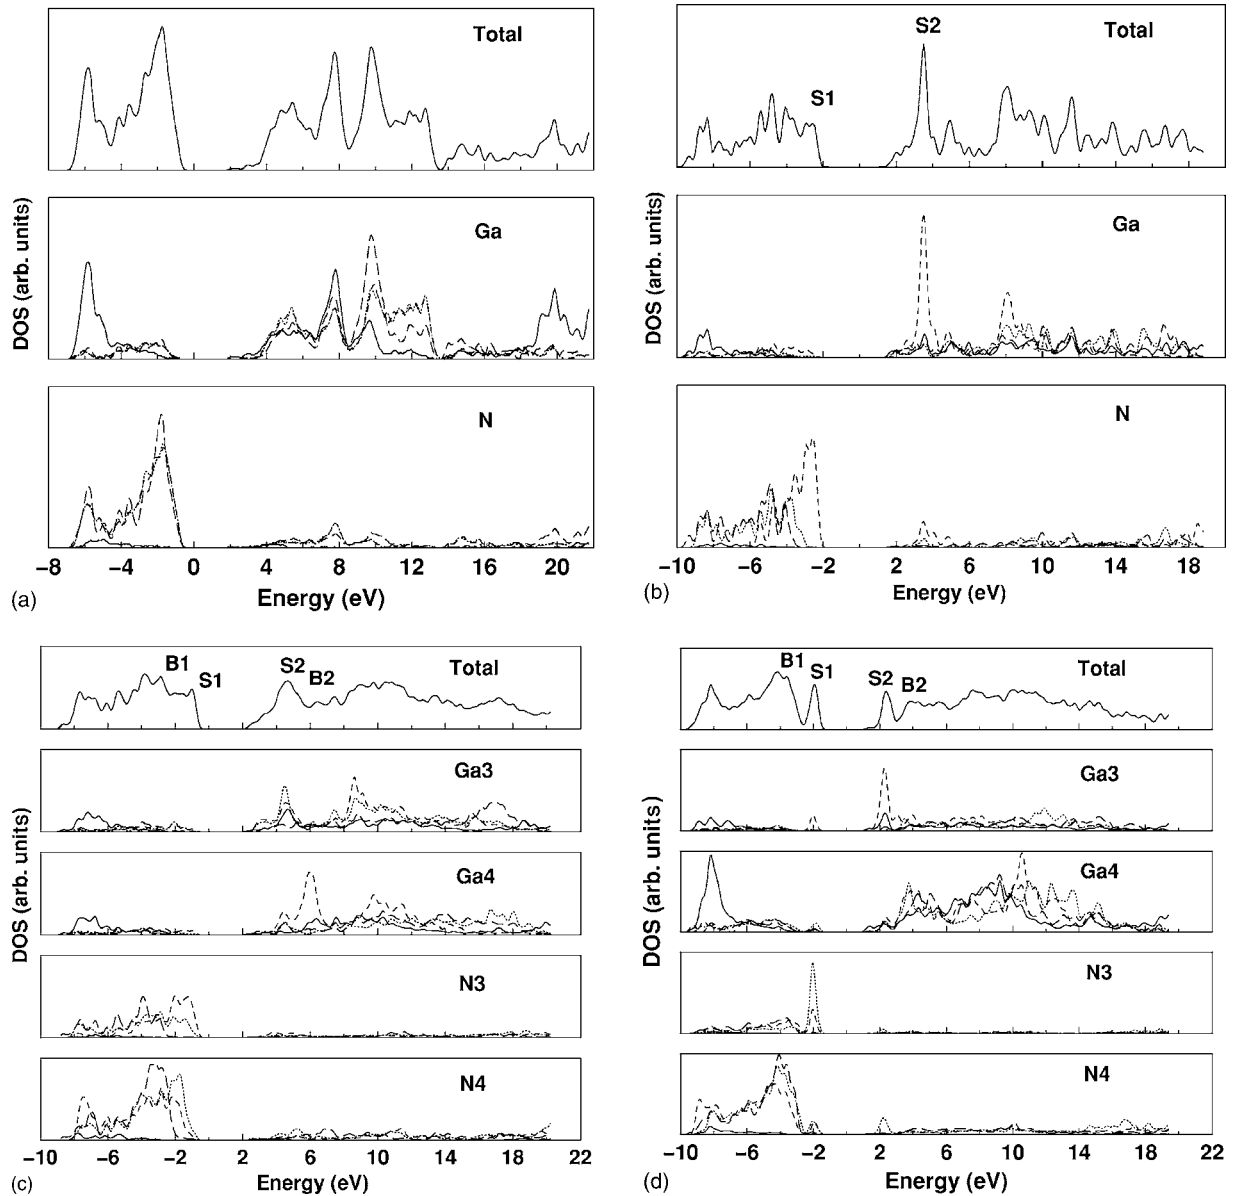 Total
Ga
N
DOS (arb. units)
−8 −4 0 4 8 12 16 20
Energy (eV)
(a)
S2
Total
S1
Ga
N
DOS (arb. units)
−10 −6 −2 2 6 10 14 18
Energy (eV)
(b)
B1
S1
S2
B2
Total
Ga3
Ga4
N3
N4
DOS (arb. units)
−10 −6 −2 2 6 10 14 18 22
Energy (eV)
(c)
B1
S1
S2
B2
Total
Ga3
Ga4
N3
N4
DOS (arb. units)
−10 −6 −2 2 6 10 14 18 22
Energy (eV)
(d)